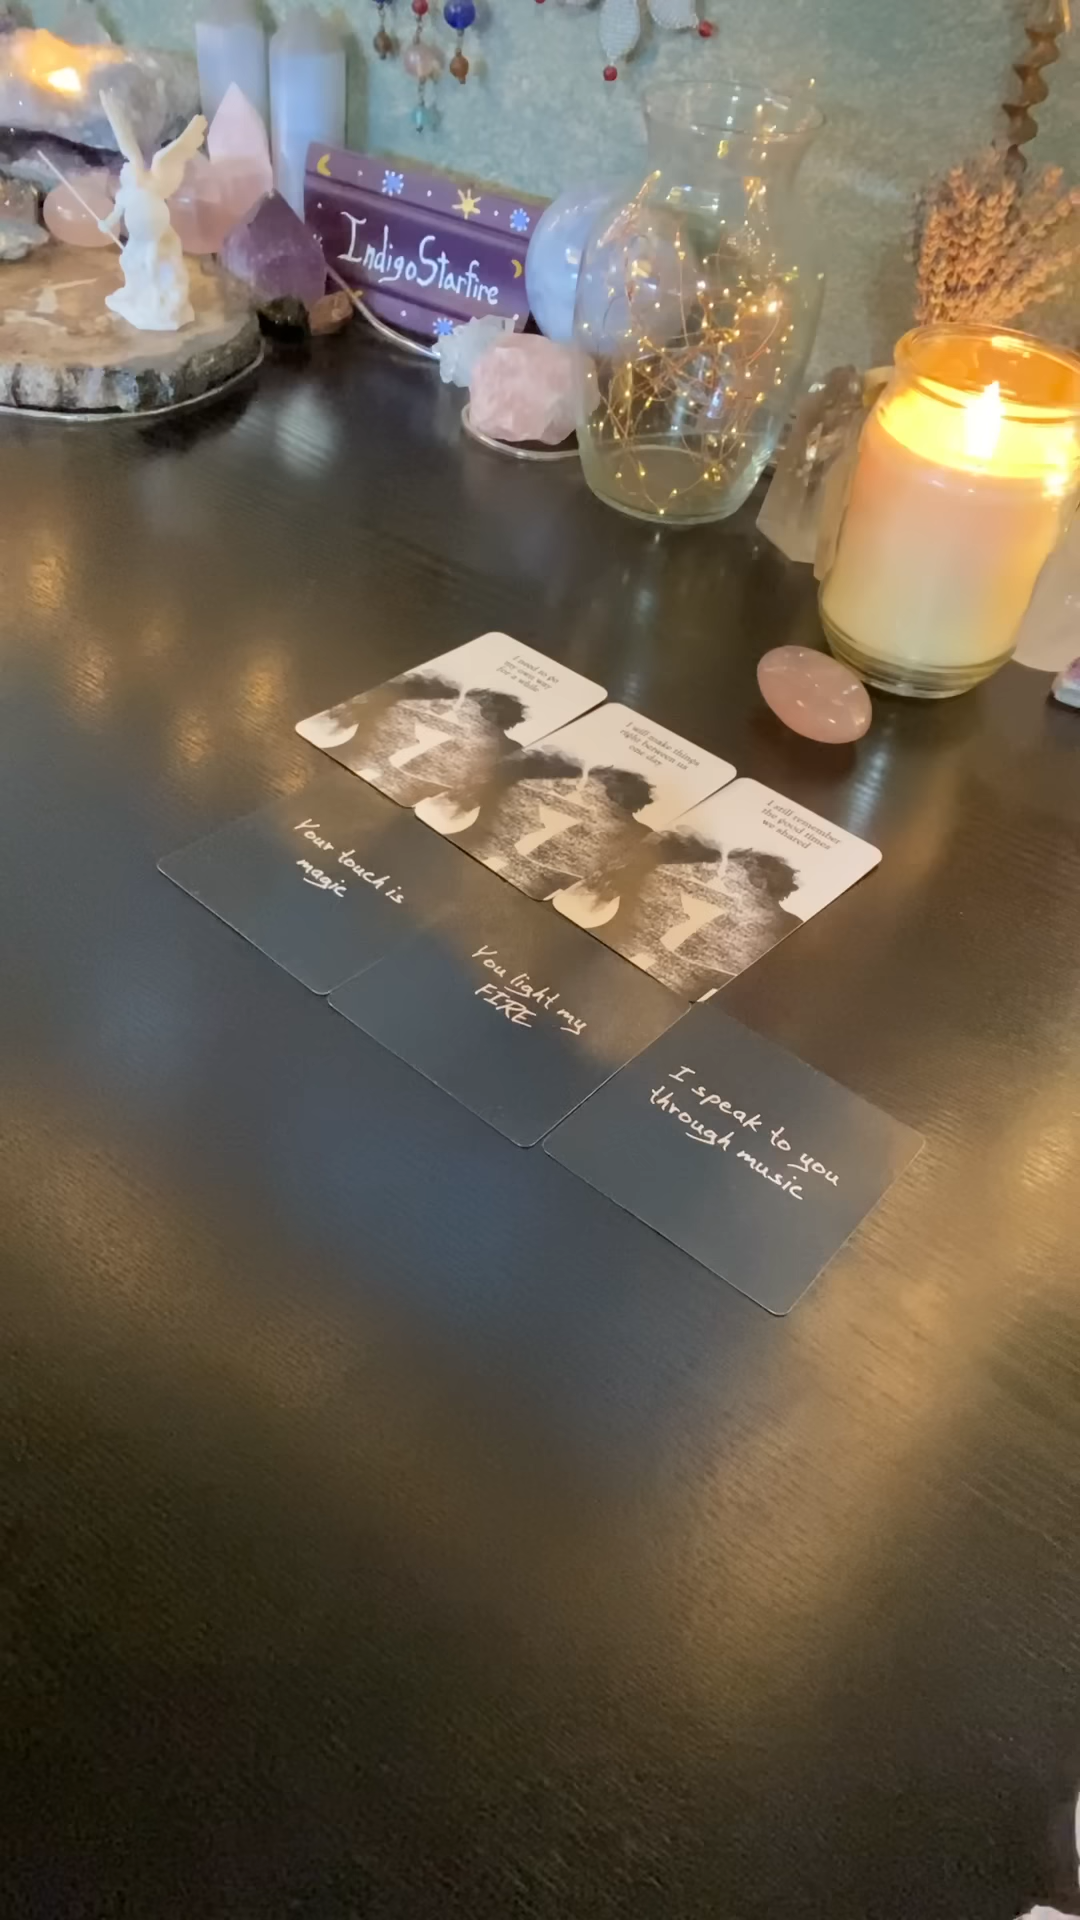 IndigoStarfire
I need to go
my own way
for a while
I will make things
right between us
one day
I still remember
the good times
we shared
Your touch is
magic
You light my
FIRE
I speak to you
through music